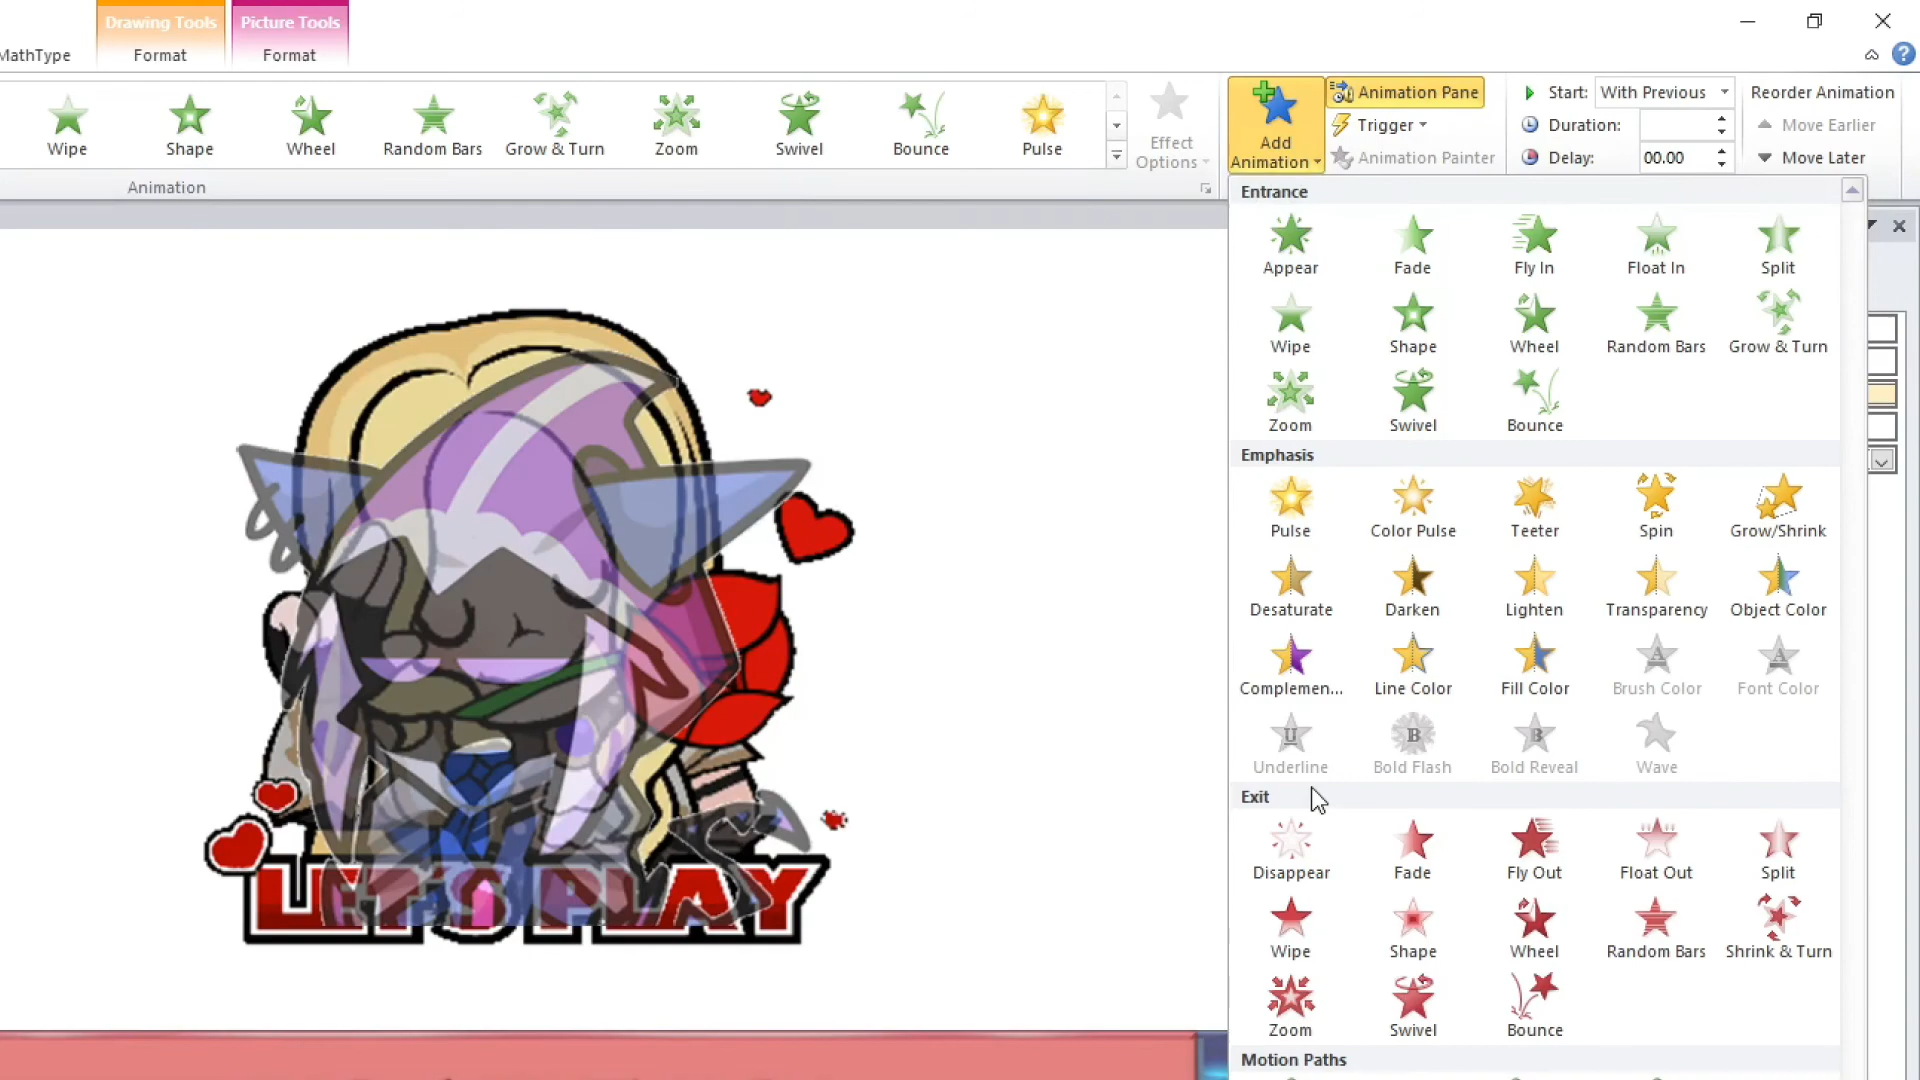 Drawing Tools
Picture Tools
MathType
Format
Format
Wipe
Shape
Wheel
Random Bars
Grow & Turn
Zoom
Swivel
Bounce
Pulse
Effect
Options
Animation
Add
Animation
Animation Pane
Trigger
Animation Painter
Start:
With Previous
Duration:
Delay:
00.00
Reorder Animation
Move Earlier
Move Later
Entrance
Appear
Fade
Fly In
Float In
Split
Wipe
Shape
Wheel
Random Bars
Grow & Turn
Zoom
Swivel
Bounce
Emphasis
Pulse
Color Pulse
Teeter
Spin
Grow/Shrink
Desaturate
Darken
Lighten
Transparency
Object Color
Complemen...
Line Color
Fill Color
Brush Color
Font Color
Underline
Bold Flash
Bold Reveal
Wave
Exit
Disappear
Fade
Fly Out
Float Out
Split
Wipe
Shape
Wheel
Random Bars
Shrink & Turn
Zoom
Swivel
Bounce
Motion Paths
LET'S PLAY